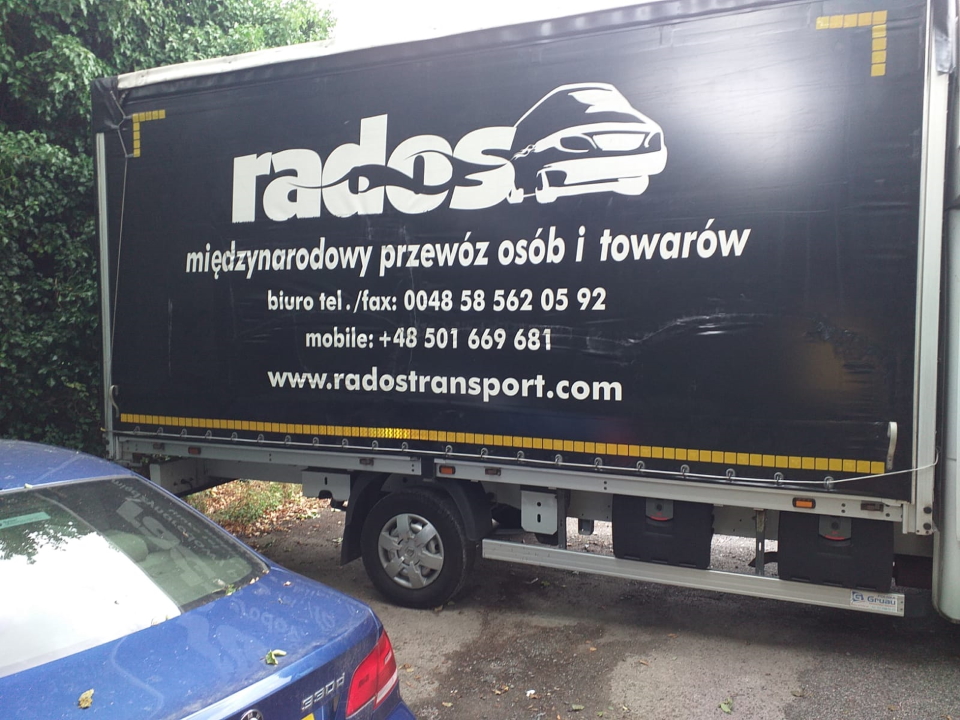 rados
międzynarodowy przewóz osób i towarów
biuro tel./fax: 0048 58 562 05 92
mobile: +48 501 669 681
www.radostransport.com
Gruau
330d